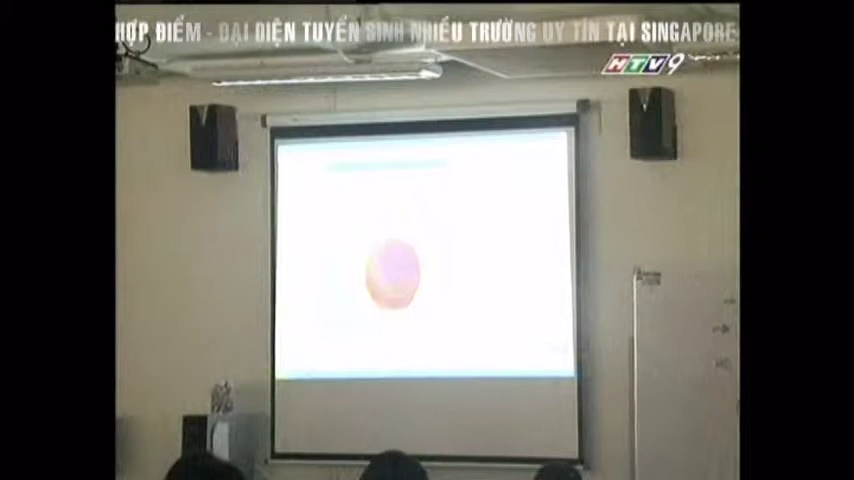 HỢP ĐIỂM - ĐẠI DIỆN TUYỂN SINH NHIỀU TRƯỜNG UY TÍN TẠI SINGAPORE
HTV9